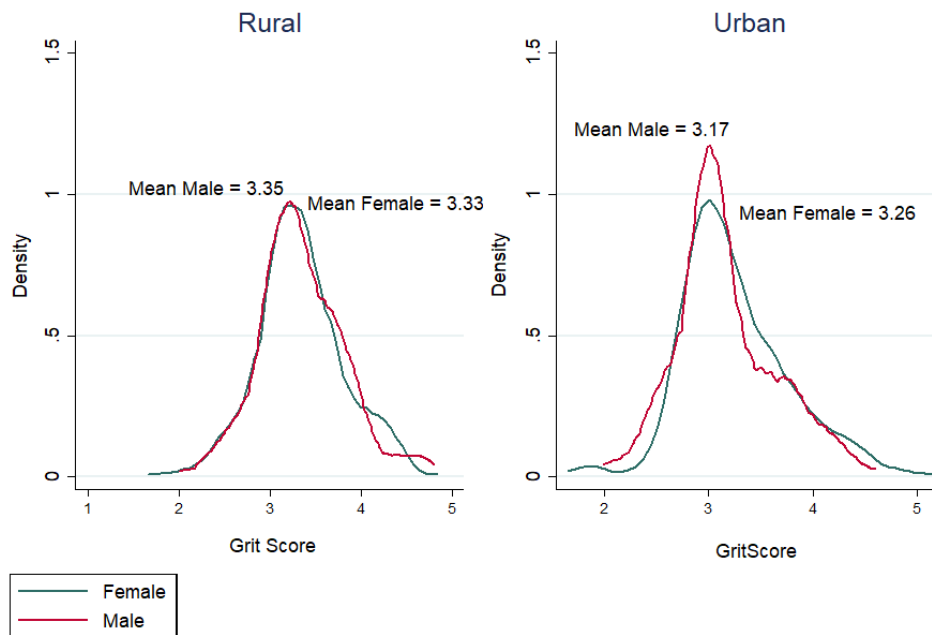 Rural
1.5
1
.5
0
Density
Mean Male = 3.35
Mean Female = 3.33
1 2 3 4 5
Grit Score
Urban
1.5
1
.5
0
Density
Mean Male = 3.17
Mean Female = 3.26
2 3 4 5
GritScore
Female
Male